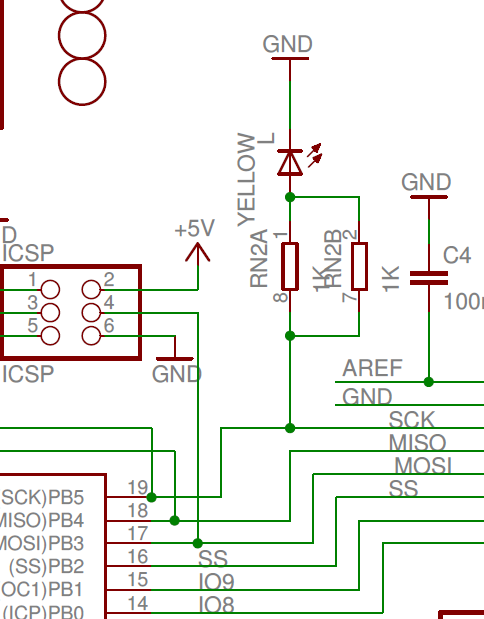 GND
YELLOW
L
GND
+5V
D
ICSP
RN2A
1
8
1K
RN2B
2
7
1K
C4
100n
1 2
3 4
5 6
ICSP
GND
AREF
GND
SCK
MISO
MOSI
SS
SCK)PB5 19
MISO)PB4 18
MOSI)PB3 17
(SS)PB2 16 SS
OC1)PB1 15 IO9
(ICP)PB0 14 IO8